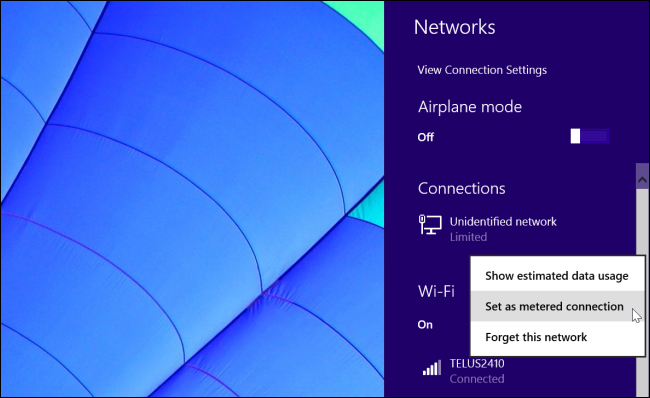 Networks
View Connection Settings
Airplane mode
Off
Connections
Unidentified network
Limited
Show estimated data usage
Wi-Fi
Set as metered connection
On
Forget this network
TELUS2410
Connected